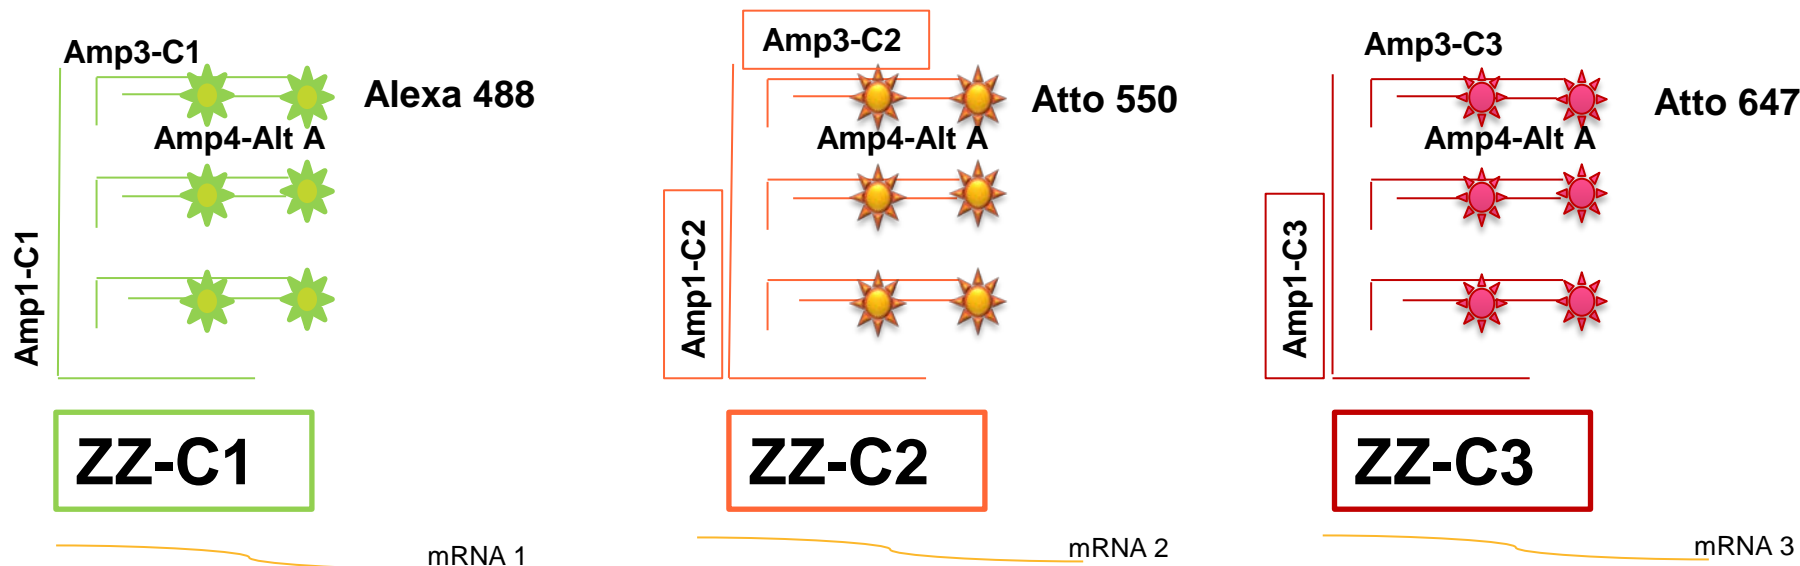 Amp3-C1
Alexa 488
Amp4-Alt A
Amp1-C1
ZZ-C1
mRNA 1
Amp3-C2
Atto 550
Amp4-Alt A
Amp1-C2
ZZ-C2
mRNA 2
Amp3-C3
Atto 647
Amp4-Alt A
Amp1-C3
ZZ-C3
mRNA 3